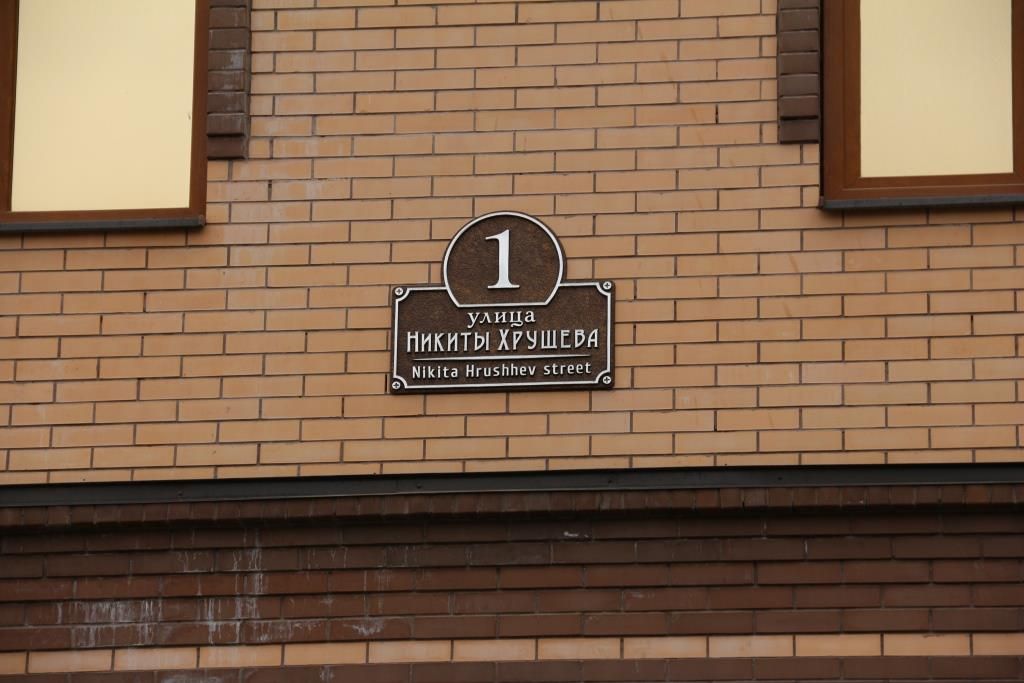 1
улица
Никиты Хрущева
Nikita Hrushhev street